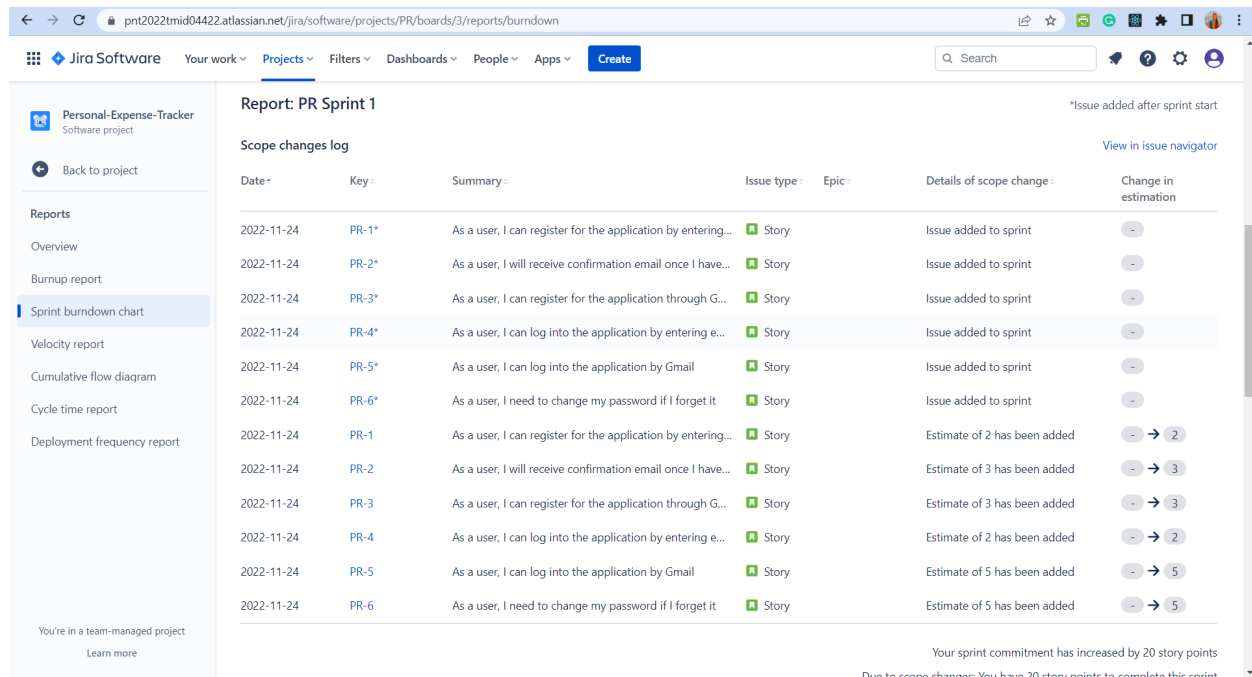 pnt2022tmid04422.atlassian.net/jira/software/projects/PR/boards/3/reports/burndown
Jira Software Your work Projects Filters Dashboards People Apps Create Search
Personal-Expense-Tracker
Software project
Back to project
Reports
Overview
Burnup report
Sprint burndown chart
Velocity report
Cumulative flow diagram
Cycle time report
Deployment frequency report
You're in a team-managed project
Learn more
Report: PR Sprint 1
*Issue added after sprint start
Scope changes log
View in issue navigator
Date Key Summary Issue type Epic Details of scope change Change in estimation
2022-11-24 PR-1* As a user, I can register for the application by entering... Story Issue added to sprint -
2022-11-24 PR-2* As a user, I will receive confirmation email once I have... Story Issue added to sprint -
2022-11-24 PR-3* As a user, I can register for the application through G... Story Issue added to sprint -
2022-11-24 PR-4* As a user, I can log into the application by entering e... Story Issue added to sprint -
2022-11-24 PR-5* As a user, I can log into the application by Gmail Story Issue added to sprint -
2022-11-24 PR-6* As a user, I need to change my password if I forget it Story Issue added to sprint -
2022-11-24 PR-1 As a user, I can register for the application by entering... Story Estimate of 2 has been added - → 2
2022-11-24 PR-2 As a user, I will receive confirmation email once I have... Story Estimate of 3 has been added - → 3
2022-11-24 PR-3 As a user, I can register for the application through G... Story Estimate of 3 has been added - → 3
2022-11-24 PR-4 As a user, I can log into the application by entering e... Story Estimate of 2 has been added - → 2
2022-11-24 PR-5 As a user, I can log into the application by Gmail Story Estimate of 5 has been added - → 5
2022-11-24 PR-6 As a user, I need to change my password if I forget it Story Estimate of 5 has been added - → 5
Your sprint commitment has increased by 20 story points
Due to scope changes: You have 20 story points to complete this sprint